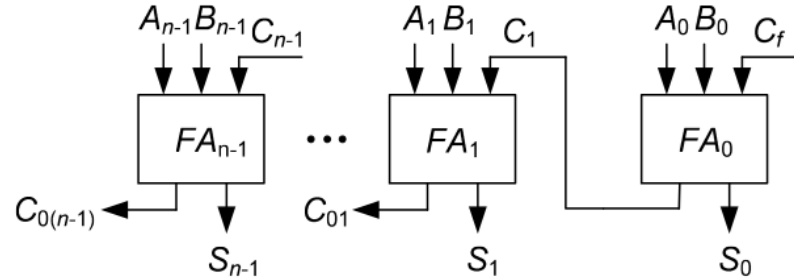 Aₙ₋₁ Bₙ₋₁ Cₙ₋₁ A₁ B₁ C₁ A₀ B₀ C_f
FAₙ₋₁ ••• FA₁ FA₀
C₀₍ₙ₋₁₎ C₀₁
Sₙ₋₁ S₁ S₀